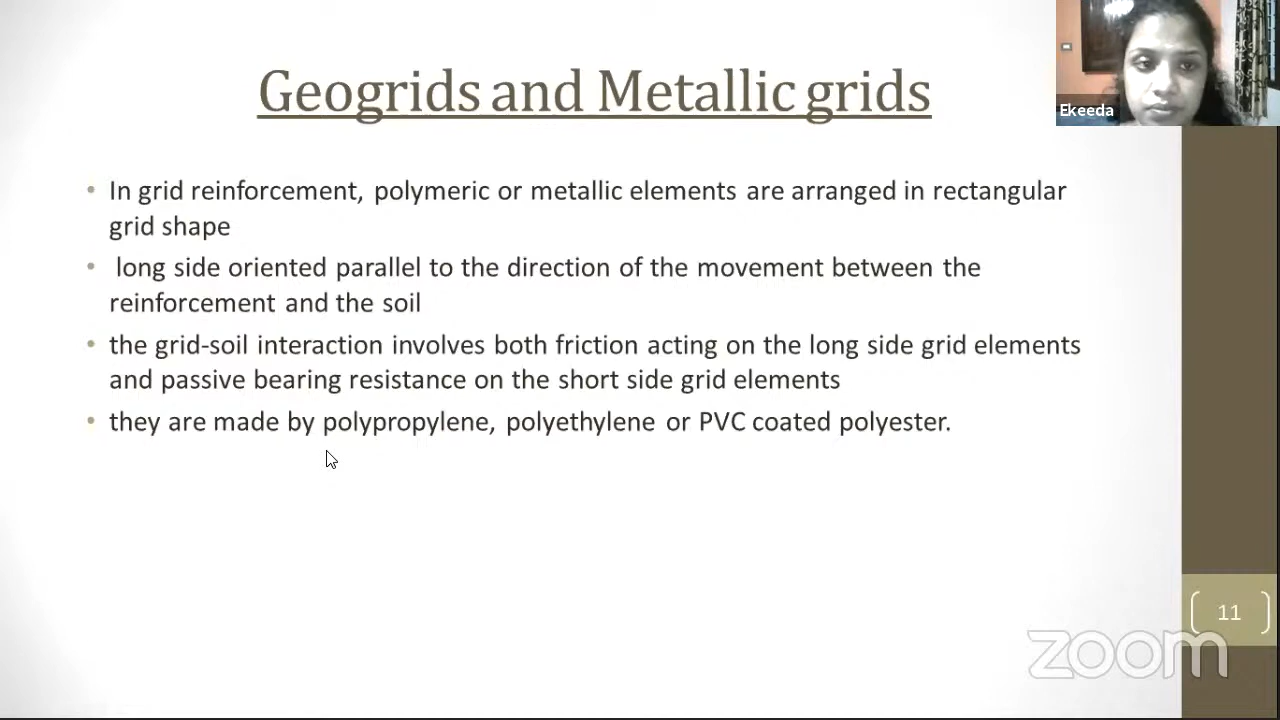 Geogrids and Metallic grids
Ekeeda
• In grid reinforcement, polymeric or metallic elements are arranged in rectangular
grid shape
• long side oriented parallel to the direction of the movement between the
reinforcement and the soil
• the grid-soil interaction involves both friction acting on the long side grid elements
and passive bearing resistance on the short side grid elements
• they are made by polypropylene, polyethylene or PVC coated polyester.
11
zoom